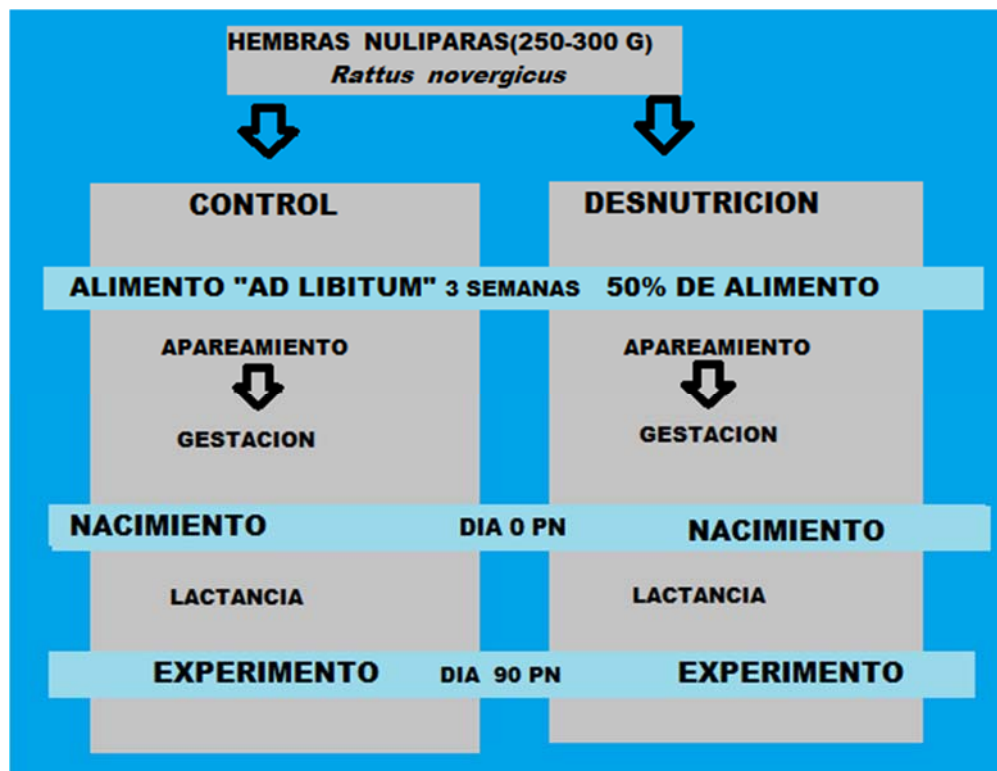 HEMBRAS NULIPARAS(250-300 G)
Rattus novergicus
CONTROL
DESNUTRICION
ALIMENTO "AD LIBITUM" 3 SEMANAS 50% DE ALIMENTO
APAREAMIENTO
APAREAMIENTO
GESTACION
GESTACION
NACIMIENTO DIA 0 PN NACIMIENTO
LACTANCIA
LACTANCIA
EXPERIMENTO DIA 90 PN EXPERIMENTO